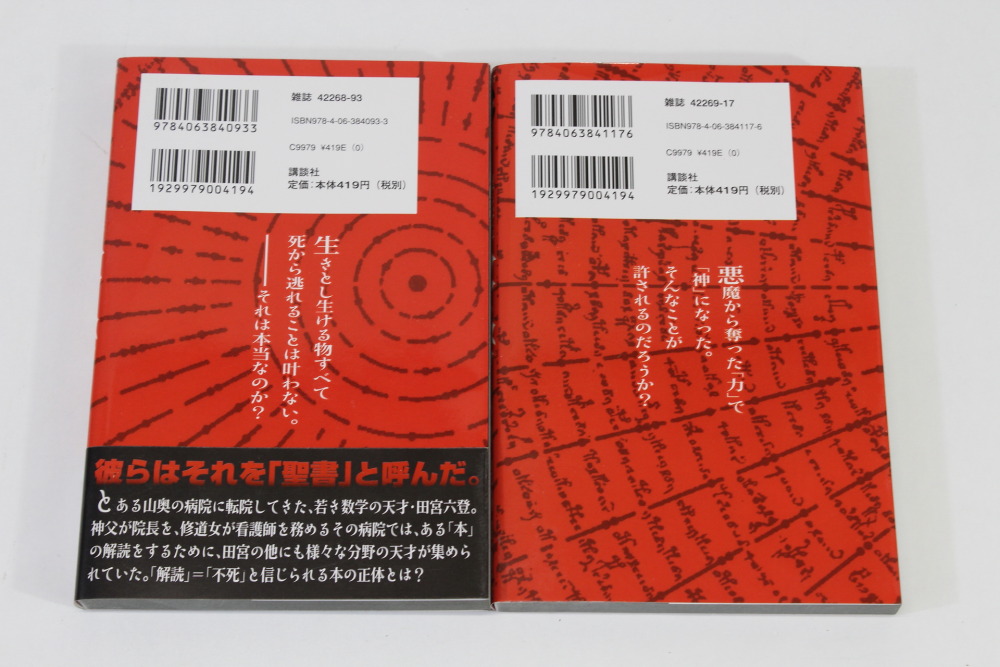 雑誌 42268-93
ISBN978-4-06-384093-3
9784063840933
C9979 ¥419E (0)
講談社
定価:本体419円(税別)
1929979004194
生きとし生ける物すべて
死から逃れることは叶わない。
――それは本当なのか?
彼らはそれを「聖書」と呼んだ。
とある山奥の病院に転院してきた、若き数学の天才・田宮六登。
神父が院長を、修道女が看護師を務めるその病院では、ある「本」
の解読をするために、田宮の他にも様々な分野の天才が集めら
れていた。「解読」=「不死」と信じられる本の正体とは?
雑誌 42269-17
ISBN978-4-06-384117-6
9784063841176
C9979 ¥419E (0)
講談社
定価:本体419円(税別)
1929979004194
悪魔から奪った「力」で
「神」になった。
そんなことが
許されるのだろうか?